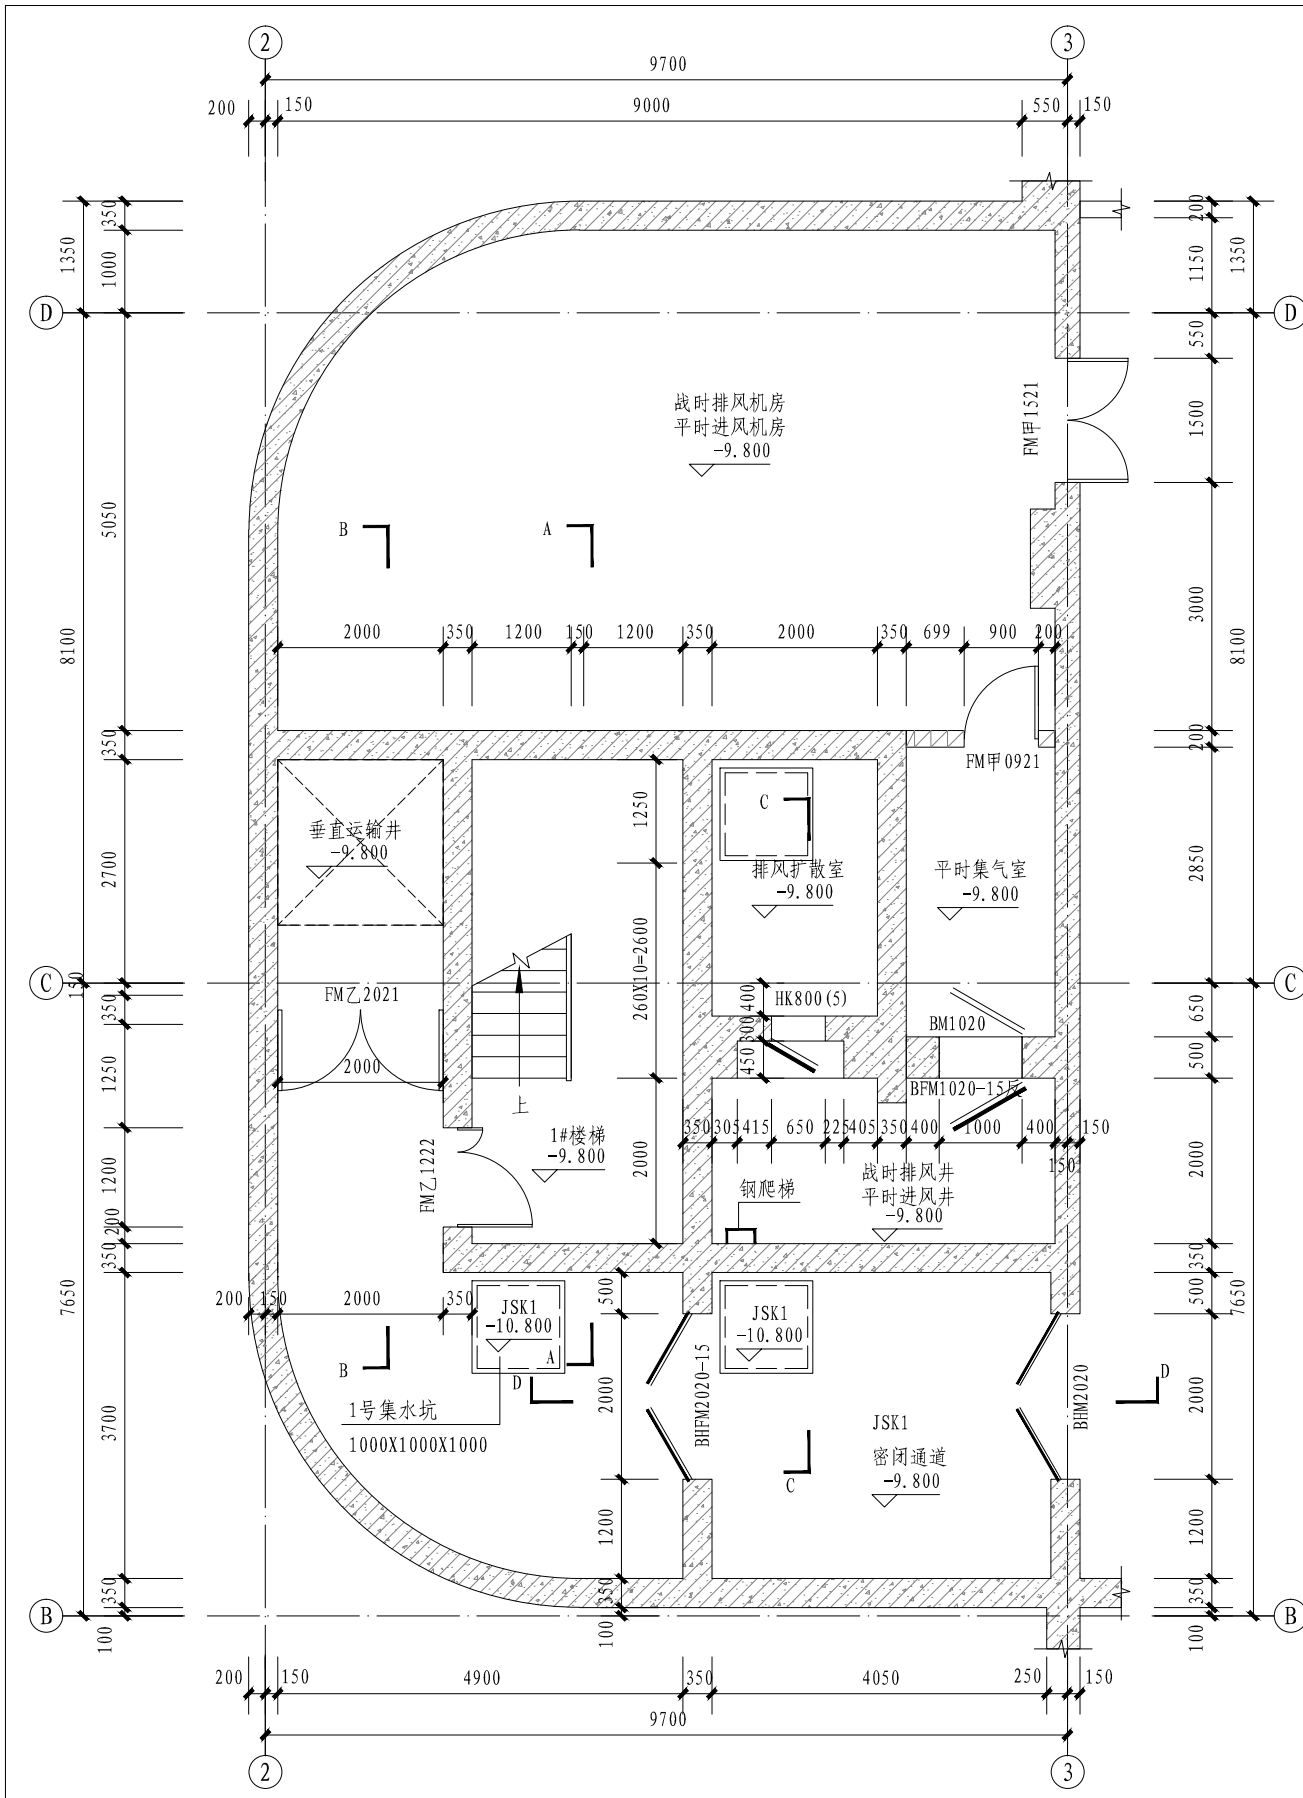 2
3
9700
200
150
9000
550
150
350
200
1350
1000
1150
1350
D
D
550
战时排风机房
平时进风机房
-9.800
FM甲1521
1500
5050
B
A
3000
8100
8100
2000
350
1200
150
1200
350
2000
350
699
900
200
350
200
FM甲0921
1250
C
垂直运输井
-9.800
2700
排风扩散室
-9.800
平时集气室
-9.800
2850
260X10=2600
C
C
150
350
FM乙2021
400
HK800(5)
650
BM1020
300
2000
450
500
1250
BFM1020-15反
上
350
305
415
650
225
405
350
400
1000
400
150
150
1#楼梯
-9.800
FM乙1222
2000
1200
战时排风井
平时进风井
-9.800
2000
钢爬梯
200
350
350
7650
200
150
2000
350
500
500
7650
JSK1
-10.800
JSK1
-10.800
B
A
D
D
BHFM2020-15
BHM2020
2000
2000
3700
1号集水坑
1000X1000X1000
JSK1
密闭通道
-9.800
C
1200
1200
350
350
350
B
B
100
100
100
200
150
4900
350
4050
250
150
9700
2
3